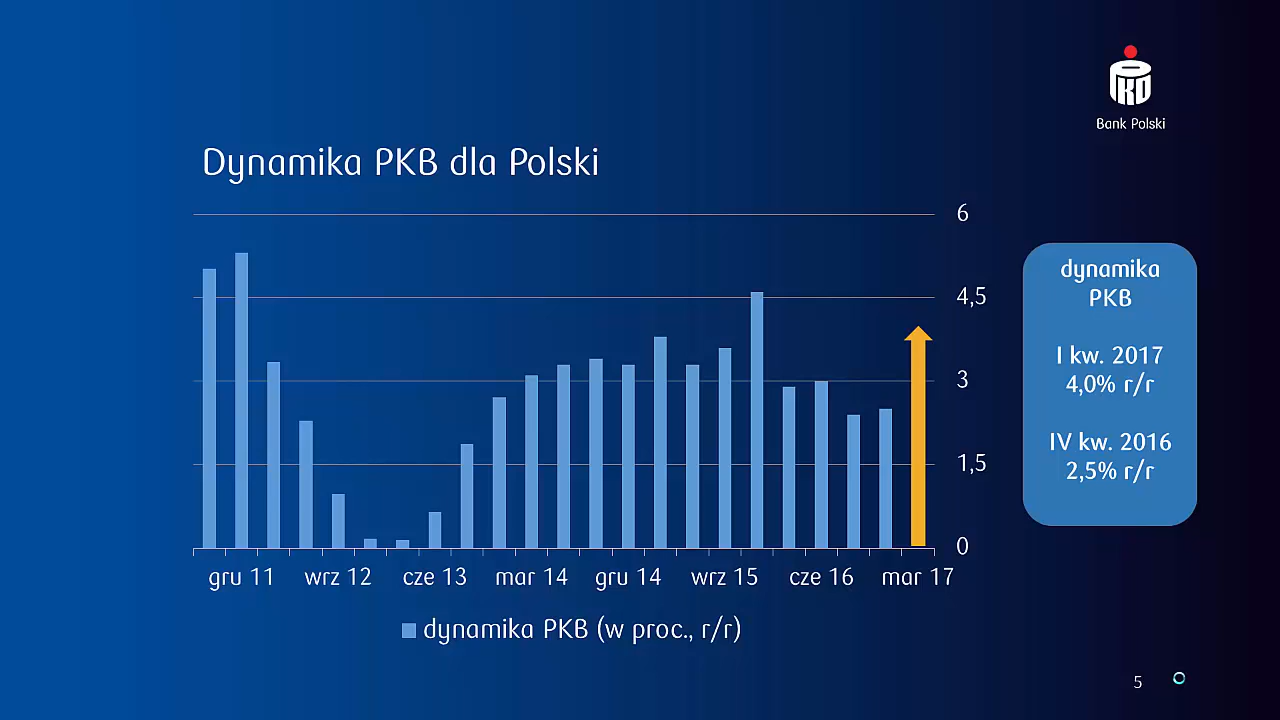 PKO
Bank Polski
Dynamika PKB dla Polski
6
4,5
3
1,5
0
gru 11 wrz 12 cze 13 mar 14 gru 14 wrz 15 cze 16 mar 17
dynamika PKB (w proc., r/r)
dynamika
PKB
I kw. 2017
4,0% r/r
IV kw. 2016
2,5% r/r
5